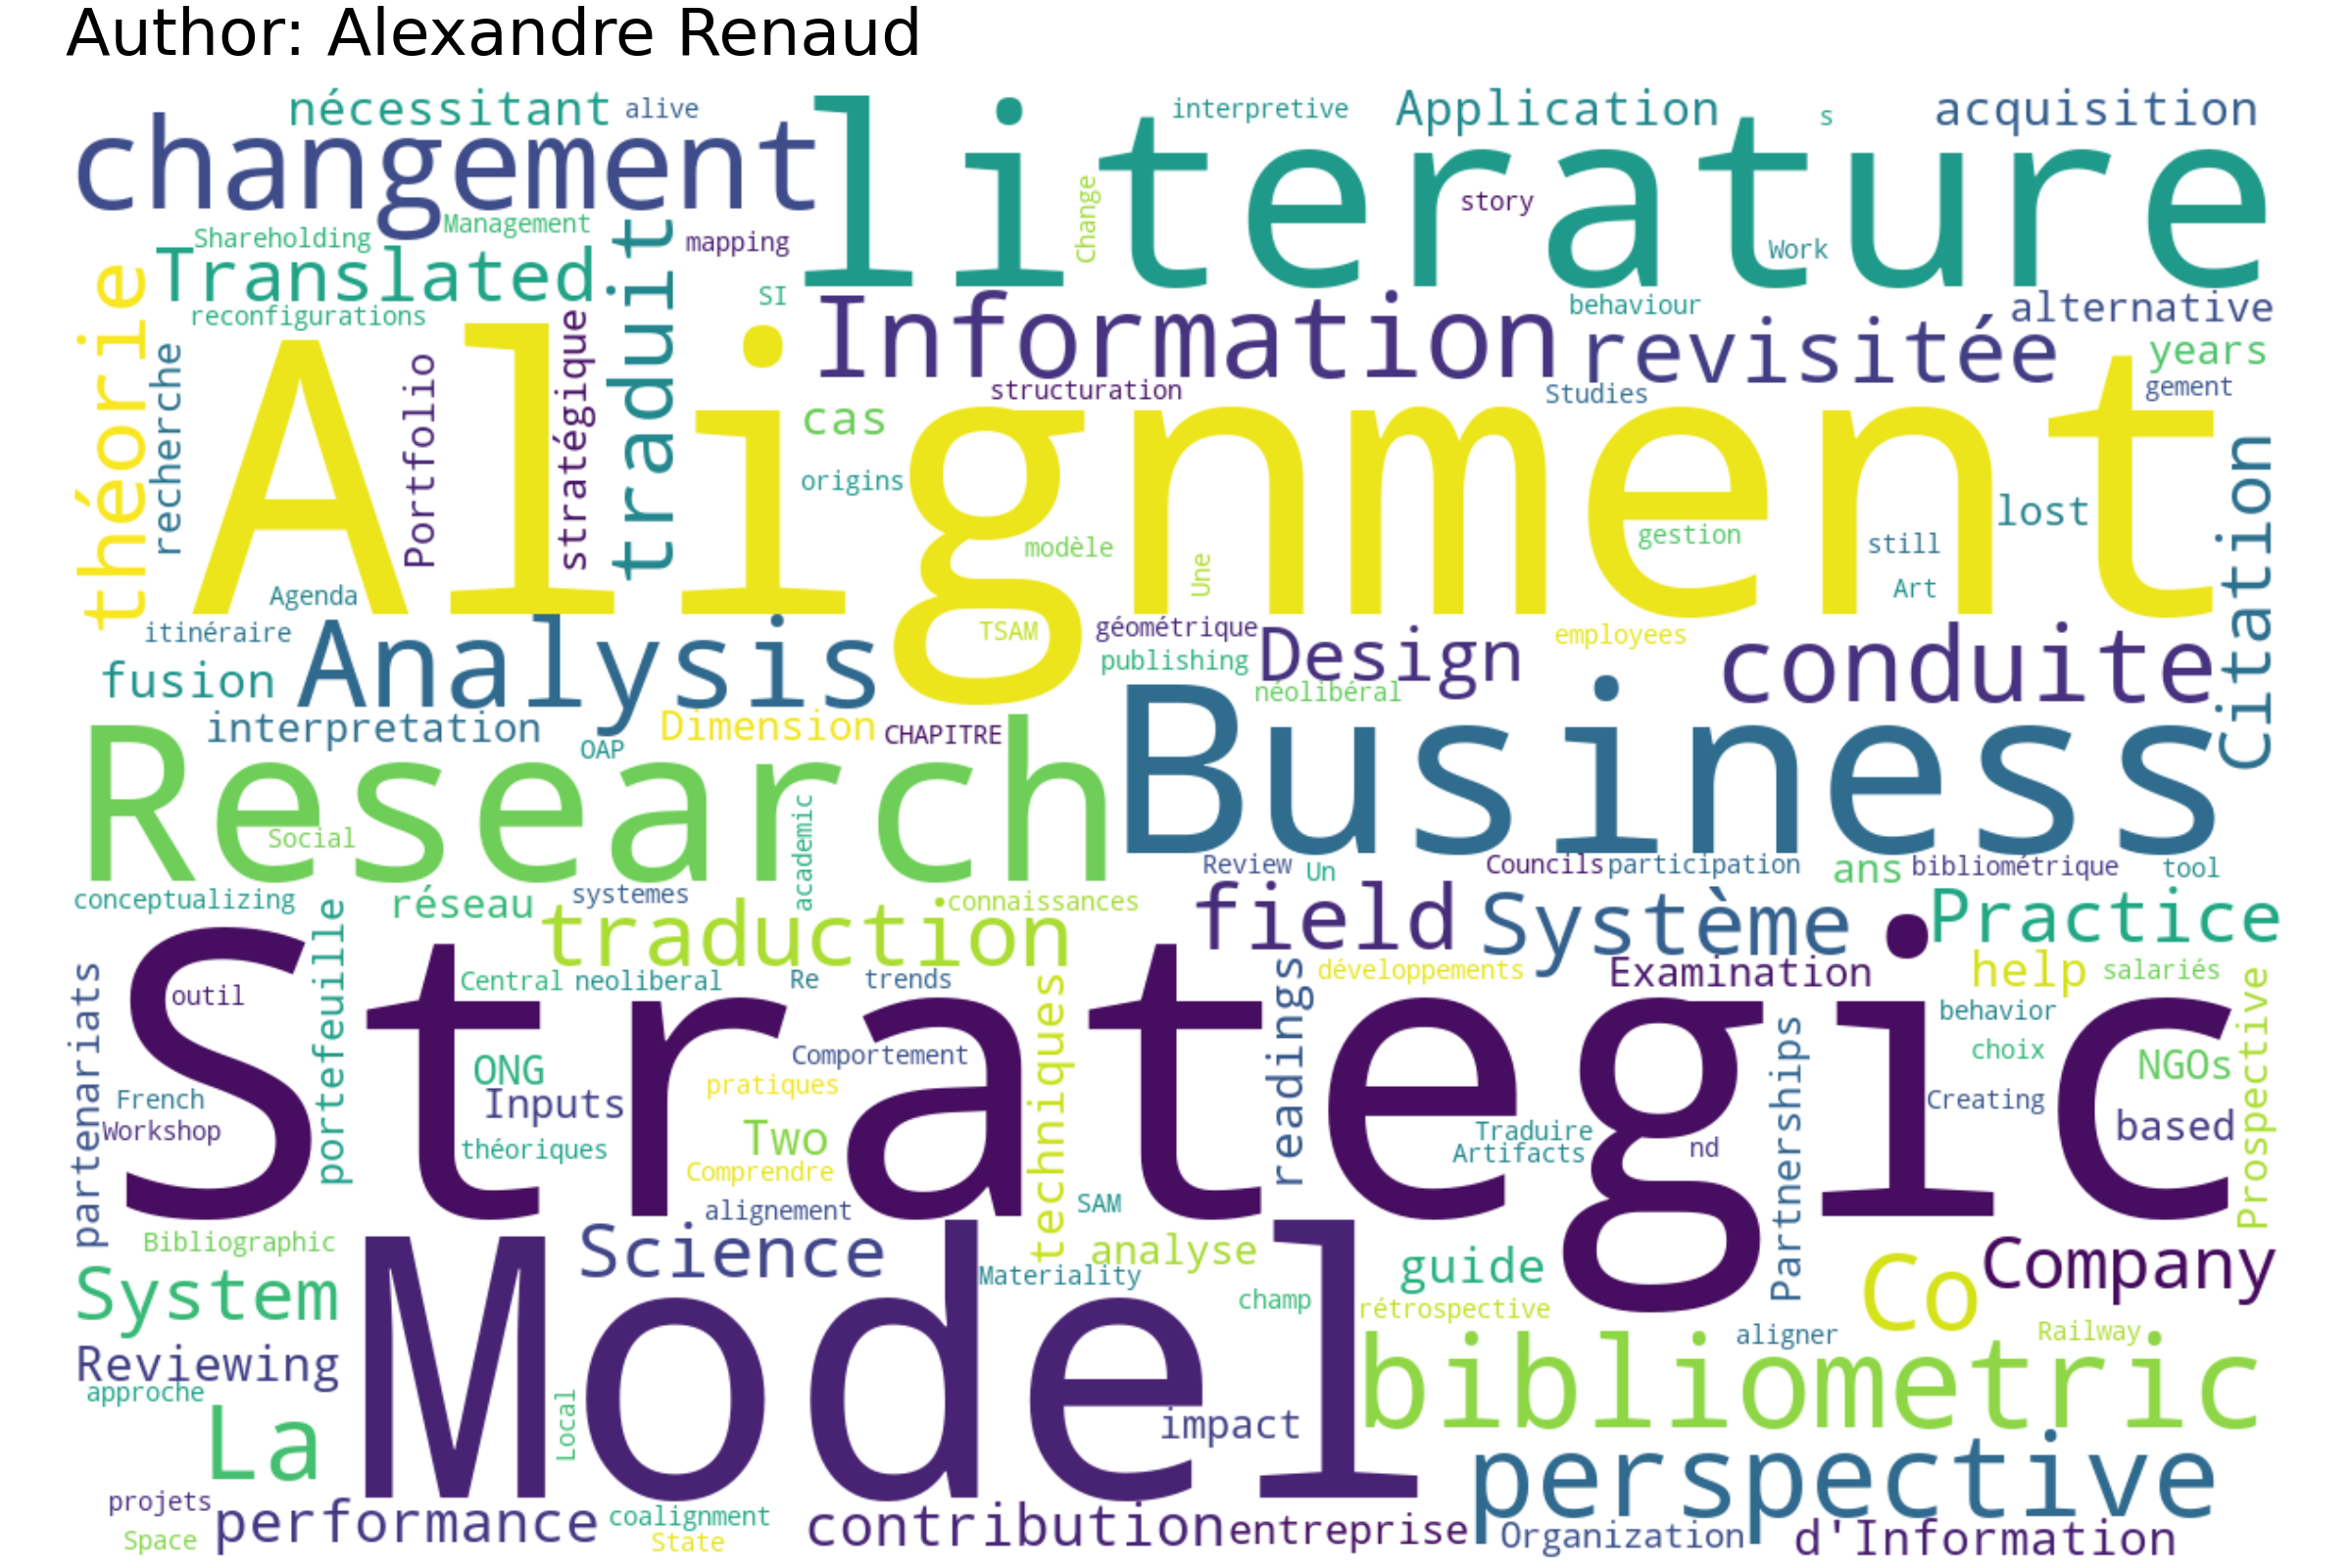 Author: Alexandre Renaud
nécessitant alive interpretive Application s acquisition
changement literature
Change story Work
Shareholding Management mapping
Translated traduit SI Information behaviour alternative
reconfigurations revisitée years
théorie recherche Alignment Portfolio stratégique structuration Studies gement
cas
origins lost Citation
modèle Une gestion still
Agenda Art
itinéraire Analysis TSAM géométrique Design employees conduite
fusion publishing
néolibéral
interpretation OAP Dimension CHAPITRE
Research Business
Social academic
Review Un Councils participation ans bibliométrique tool
conceptualizing réseau systemes connaissances field Système Practice
portefeuille traduction
partenariats Central neoliberal Re trends techniques readings développements Examination help salariés Prospective
Strategic
outil behavior
Comportement choix
ONG pratiques Partnerships NGOs
French Inputs Creating
Workshop Two Traduire based
théoriques Artifacts nd
Comprendre
alignement SAM
Bibliographic Science analyse guide Company
System Model Materiality champ rétrospective Co
Reviewing aligner Railway
approche Local bibliometric
La impact
perspective
projets performance coalignment contribution entreprise Organization d'Information
Space State